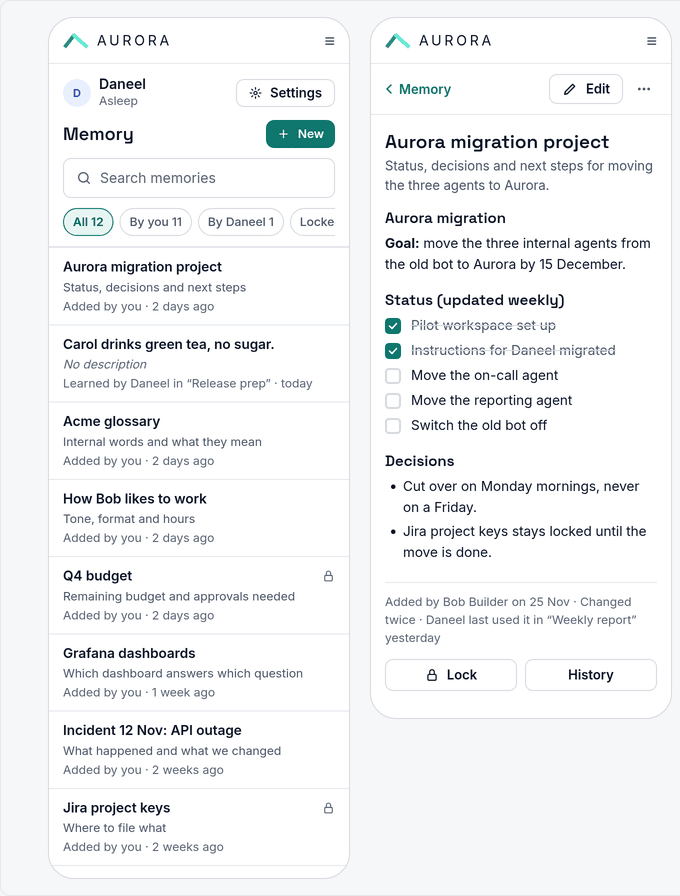 AURORA
D
Daneel
Asleep
Settings
Memory
+ New
Search memories
All 12
By you 11
By Daneel 1
Locke
Aurora migration project
Status, decisions and next steps
Added by you · 2 days ago
Carol drinks green tea, no sugar.
No description
Learned by Daneel in “Release prep” · today
Acme glossary
Internal words and what they mean
Added by you · 2 days ago
How Bob likes to work
Tone, format and hours
Added by you · 2 days ago
Q4 budget
Remaining budget and approvals needed
Added by you · 2 days ago
Grafana dashboards
Which dashboard answers which question
Added by you · 1 week ago
Incident 12 Nov: API outage
What happened and what we changed
Added by you · 2 weeks ago
Jira project keys
Where to file what
Added by you · 2 weeks ago
AURORA
Memory
Edit
Aurora migration project
Status, decisions and next steps for moving
the three agents to Aurora.
Aurora migration
Goal: move the three internal agents from
the old bot to Aurora by 15 December.
Status (updated weekly)
Pilot workspace set up
Instructions for Daneel migrated
Move the on-call agent
Move the reporting agent
Switch the old bot off
Decisions
• Cut over on Monday mornings, never
on a Friday.
• Jira project keys stays locked until the
move is done.
Added by Bob Builder on 25 Nov · Changed
twice · Daneel last used it in “Weekly report”
yesterday
Lock
History